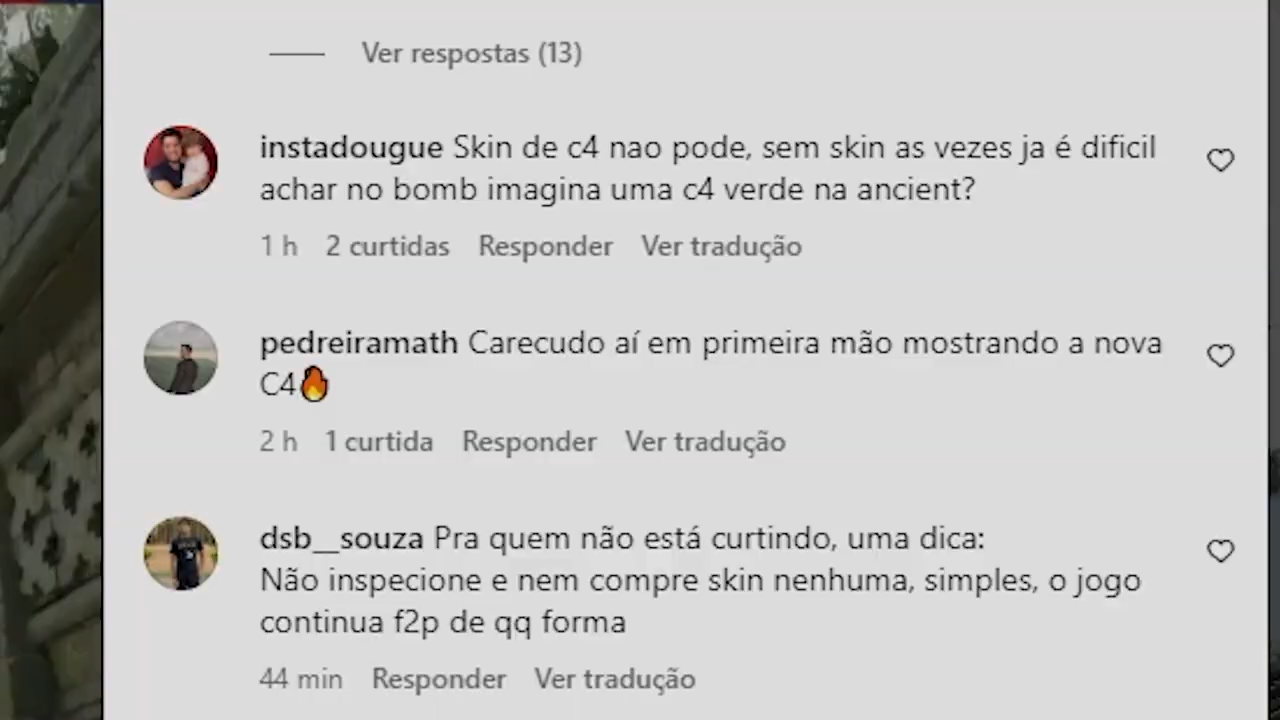 Ver respostas (13)
instadougue Skin de c4 nao pode, sem skin as vezes ja é dificil
achar no bomb imagina uma c4 verde na ancient?
1 h 2 curtidas Responder Ver tradução
pedreiramath Carecudo aí em primeira mão mostrando a nova
C4🔥
2 h 1 curtida Responder Ver tradução
dsb__souza Pra quem não está curtindo, uma dica:
Não inspecione e nem compre skin nenhuma, simples, o jogo
continua f2p de qq forma
44 min Responder Ver tradução